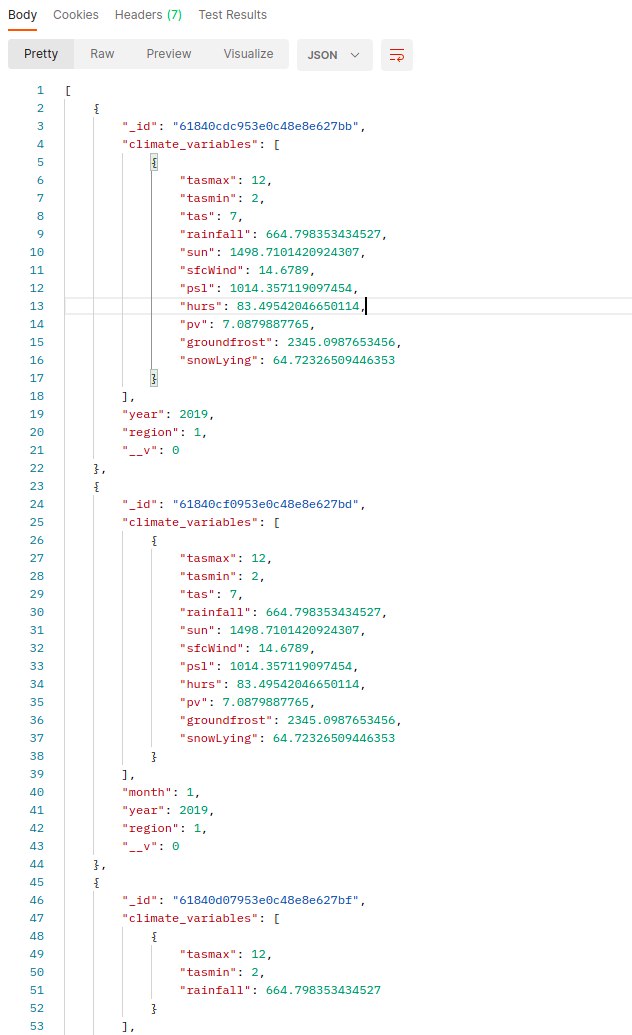 Body Cookies Headers (7) Test Results
Pretty Raw Preview Visualize JSON
1 [
2 {
3 "_id": "61840cdc953e0c48e8e627bb",
4 "climate_variables": [
5 {
6 "tasmax": 12,
7 "tasmin": 2,
8 "tas": 7,
9 "rainfall": 664.798353434527,
10 "sun": 1498.7101420924307,
11 "sfcWind": 14.6789,
12 "psl": 1014.357119097454,
13 "hurs": 83.49542046650114,
14 "pv": 7.0879887765,
15 "groundfrost": 2345.0987653456,
16 "snowLying": 64.72326509446353
17 }
18 ],
19 "year": 2019,
20 "region": 1,
21 "__v": 0
22 },
23 {
24 "_id": "61840cf0953e0c48e8e627bd",
25 "climate_variables": [
26 {
27 "tasmax": 12,
28 "tasmin": 2,
29 "tas": 7,
30 "rainfall": 664.798353434527,
31 "sun": 1498.7101420924307,
32 "sfcWind": 14.6789,
33 "psl": 1014.357119097454,
34 "hurs": 83.49542046650114,
35 "pv": 7.0879887765,
36 "groundfrost": 2345.0987653456,
37 "snowLying": 64.72326509446353
38 }
39 ],
40 "month": 1,
41 "year": 2019,
42 "region": 1,
43 "__v": 0
44 },
45 {
46 "_id": "61840d07953e0c48e8e627bf",
47 "climate_variables": [
48 {
49 "tasmax": 12,
50 "tasmin": 2,
51 "rainfall": 664.798353434527
52 }
53 ],